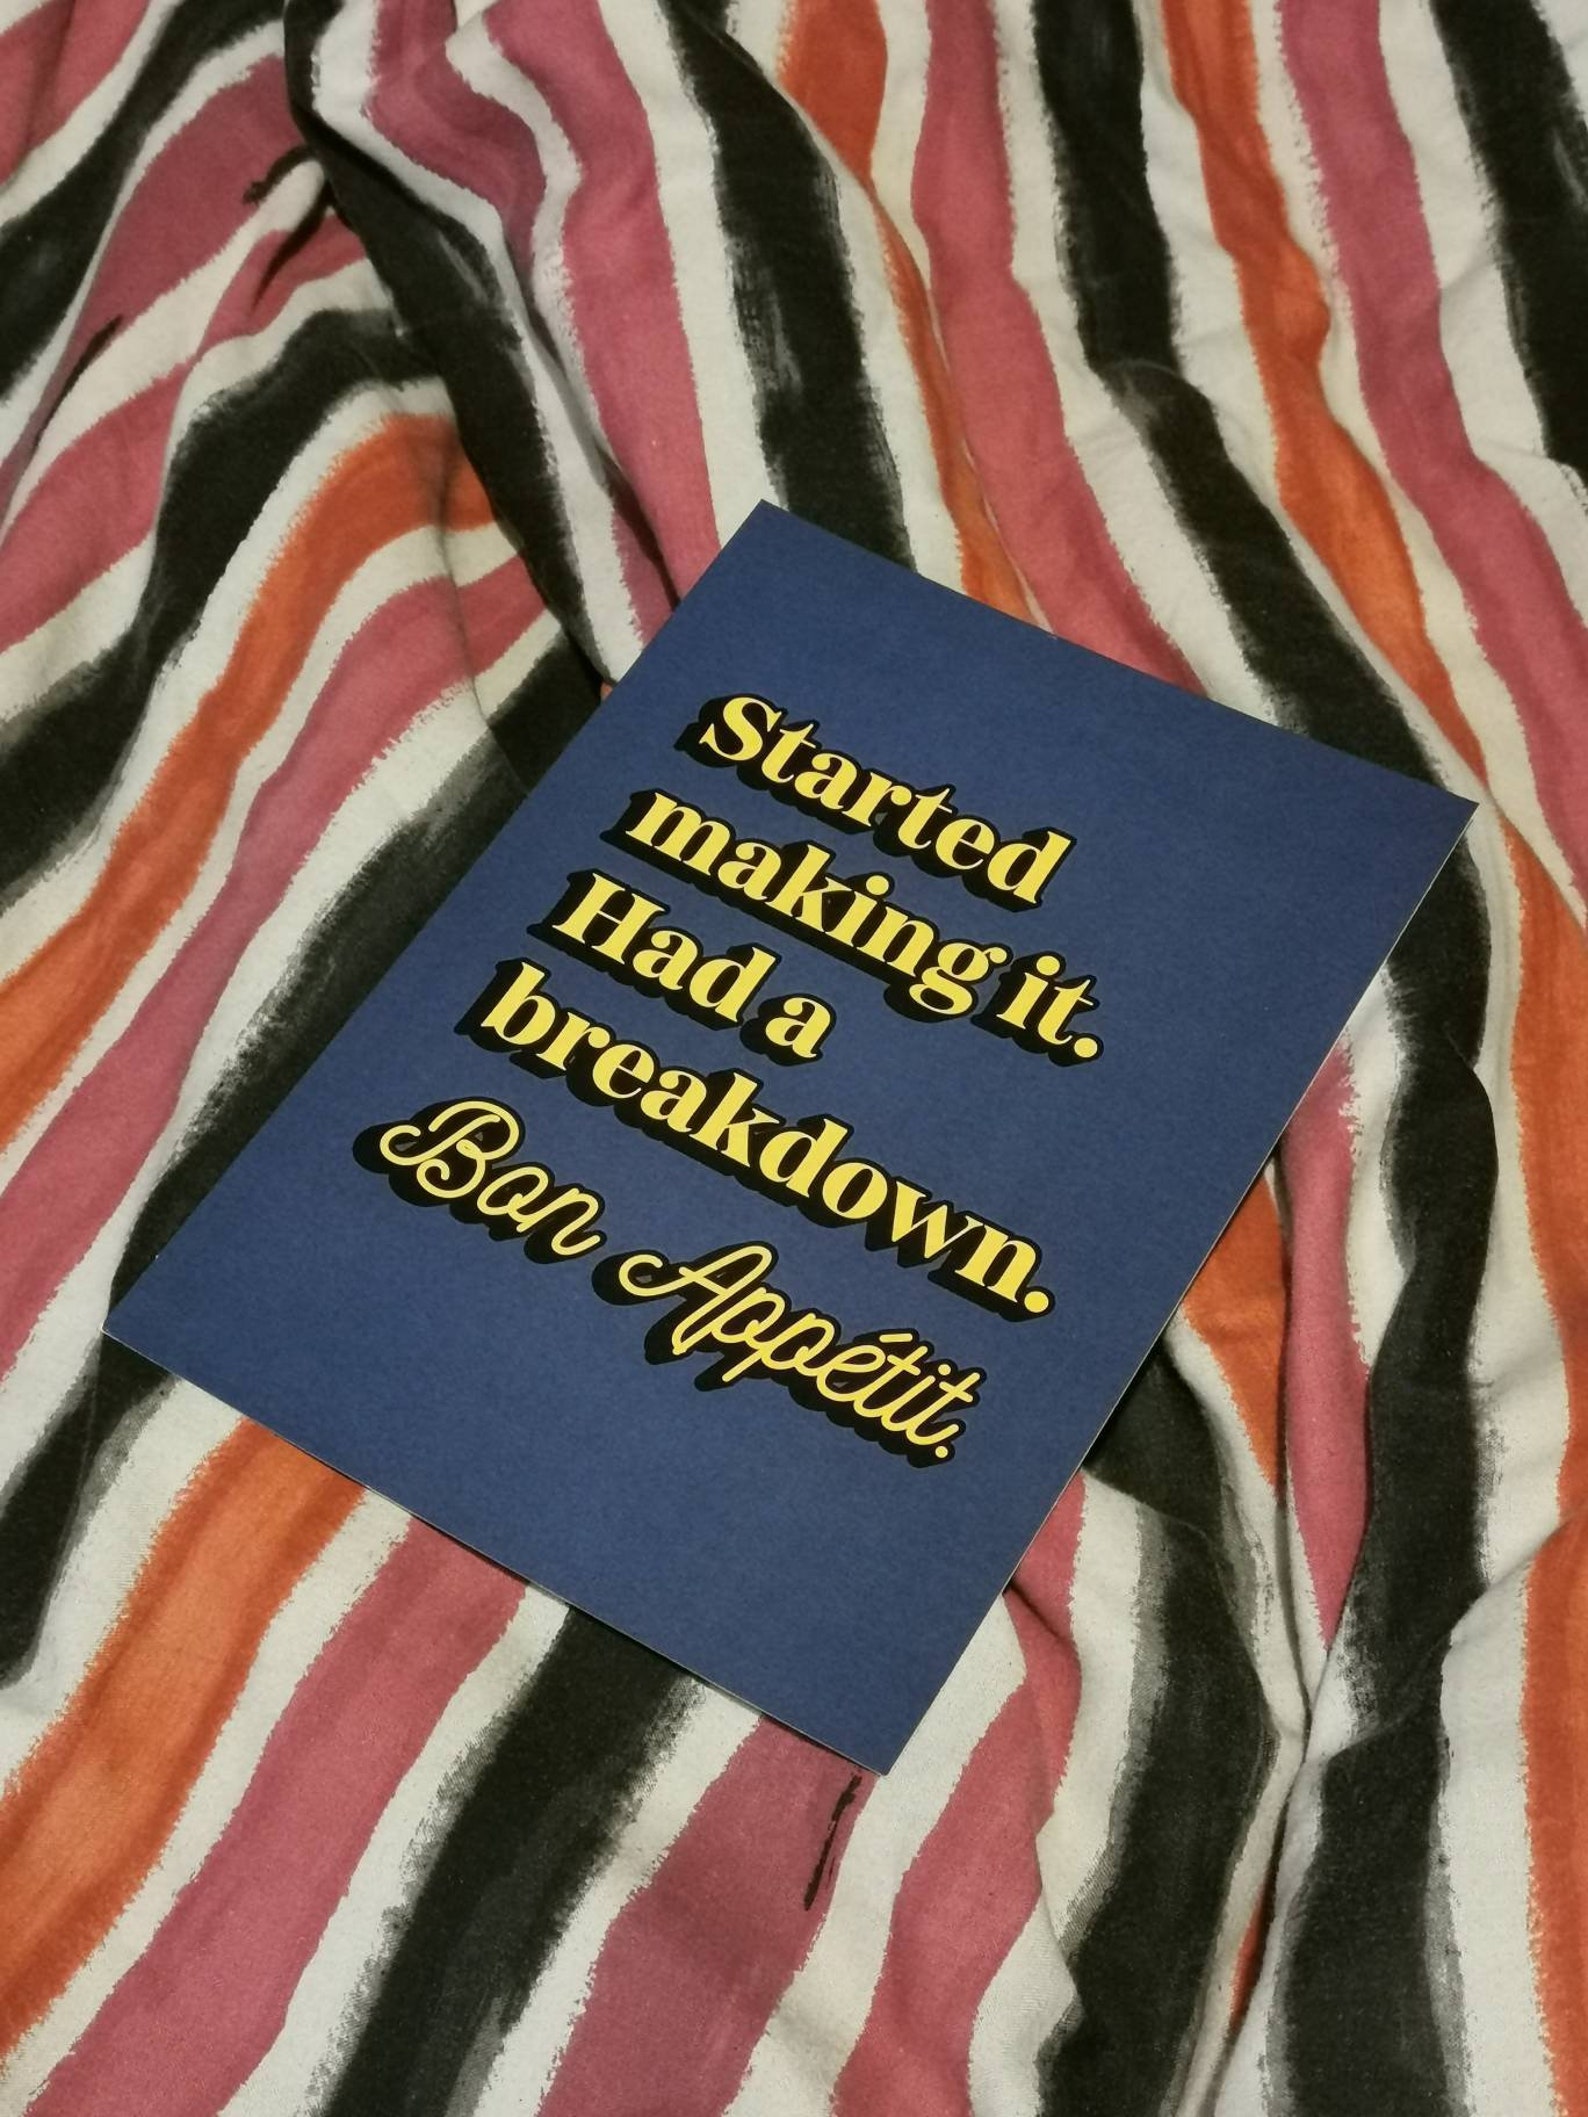 Started
making it.
Had a
breakdown.
Bon Appétit.